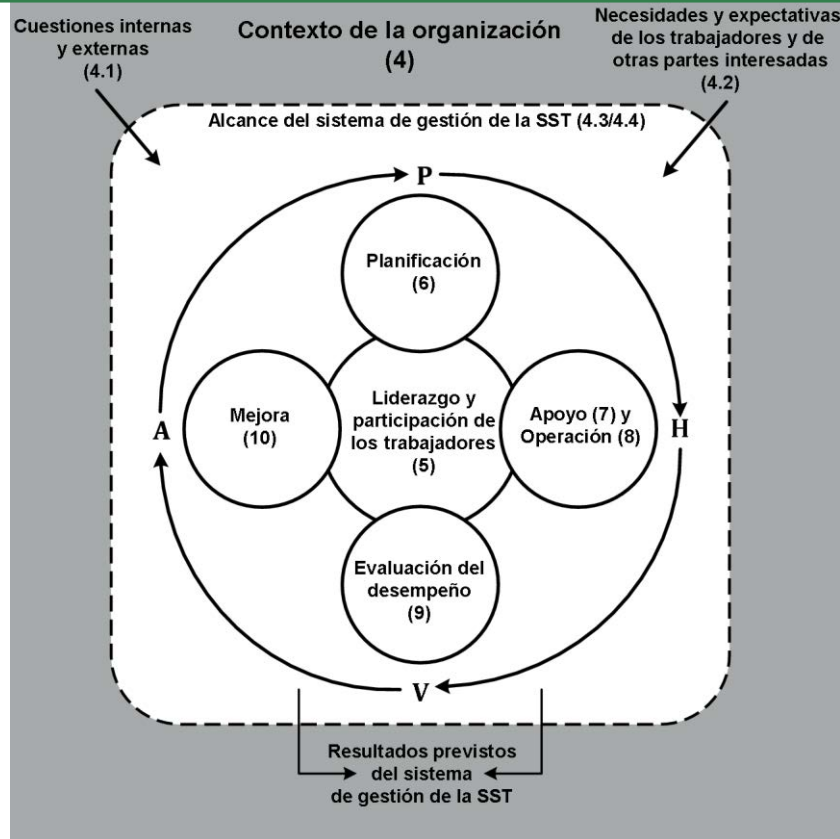 Cuestiones internas
y externas
(4.1)
Contexto de la organización
(4)
Necesidades y expectativas
de los trabajadores y de
otras partes interesadas
(4.2)
Alcance del sistema de gestión de la SST (4.3/4.4)
P
Planificación
(6)
A
Mejora
(10)
Liderazgo y
participación de
los trabajadores
(5)
Apoyo (7) y
Operación (8)
H
Evaluación del
desempeño
(9)
V
Resultados previstos
del sistema
de gestión de la SST